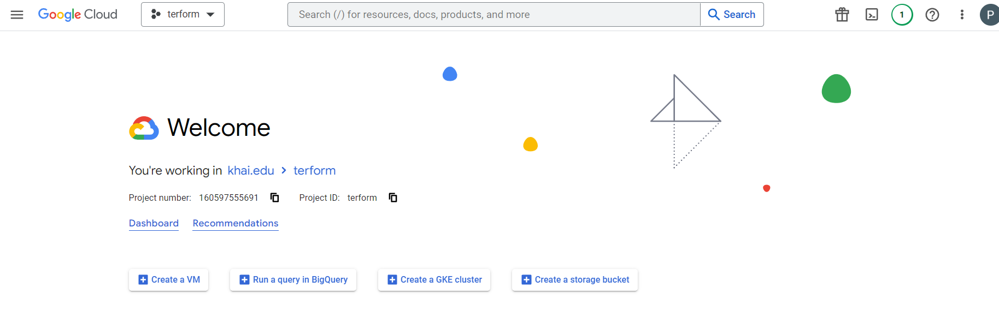 Google Cloud terform Search (/) for resources, docs, products, and more Search 1 P
Welcome
You're working in khai.edu > terform
Project number: 160597555691 Project ID: terform
Dashboard Recommendations
Create a VM Run a query in BigQuery Create a GKE cluster Create a storage bucket